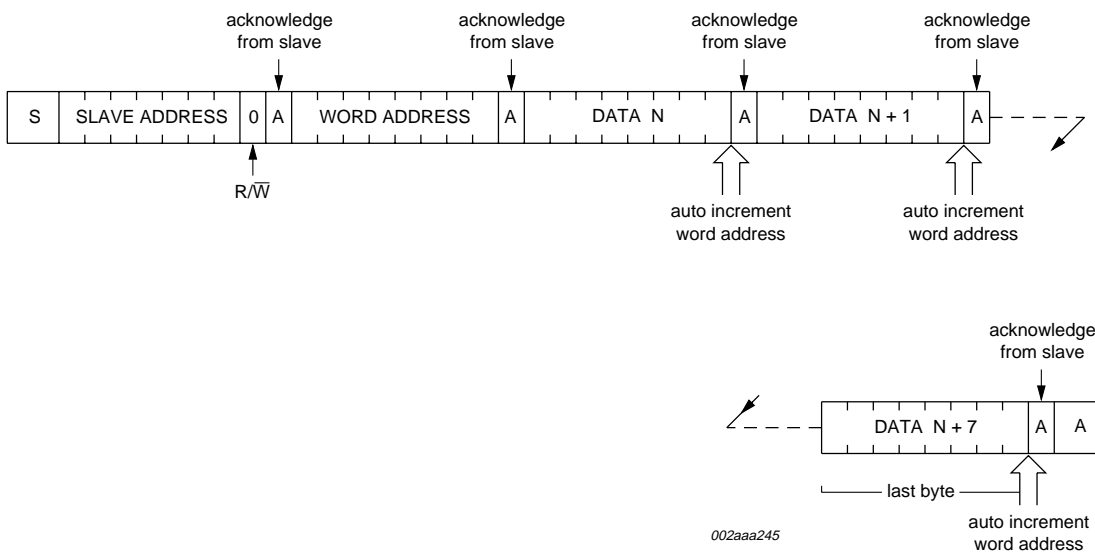 acknowledge
from slave
acknowledge
from slave
acknowledge
from slave
acknowledge
from slave
S SLAVE ADDRESS 0 A WORD ADDRESS A DATA N A DATA N + 1 A
R/W̅
auto increment
word address
auto increment
word address
acknowledge
from slave
DATA N + 7 A A
last byte
auto increment
word address
002aaa245